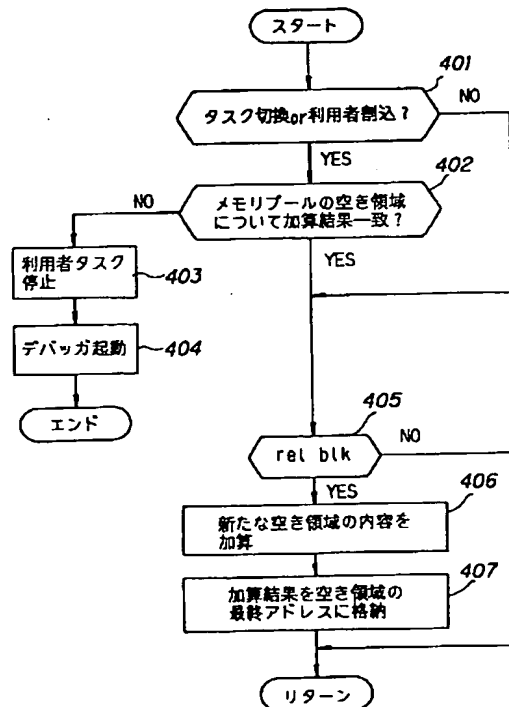 スタート
401
タスク切換or利用者割込?
NO
YES
402
メモリプールの空き領域
について加算結果一致?
NO
YES
利用者タスク
停止
403
デバッガ起動
404
エンド
405
rel blk
NO
YES
406
新たな空き領域の内容を
加算
407
加算結果を空き領域の
最終アドレスに格納
リターン